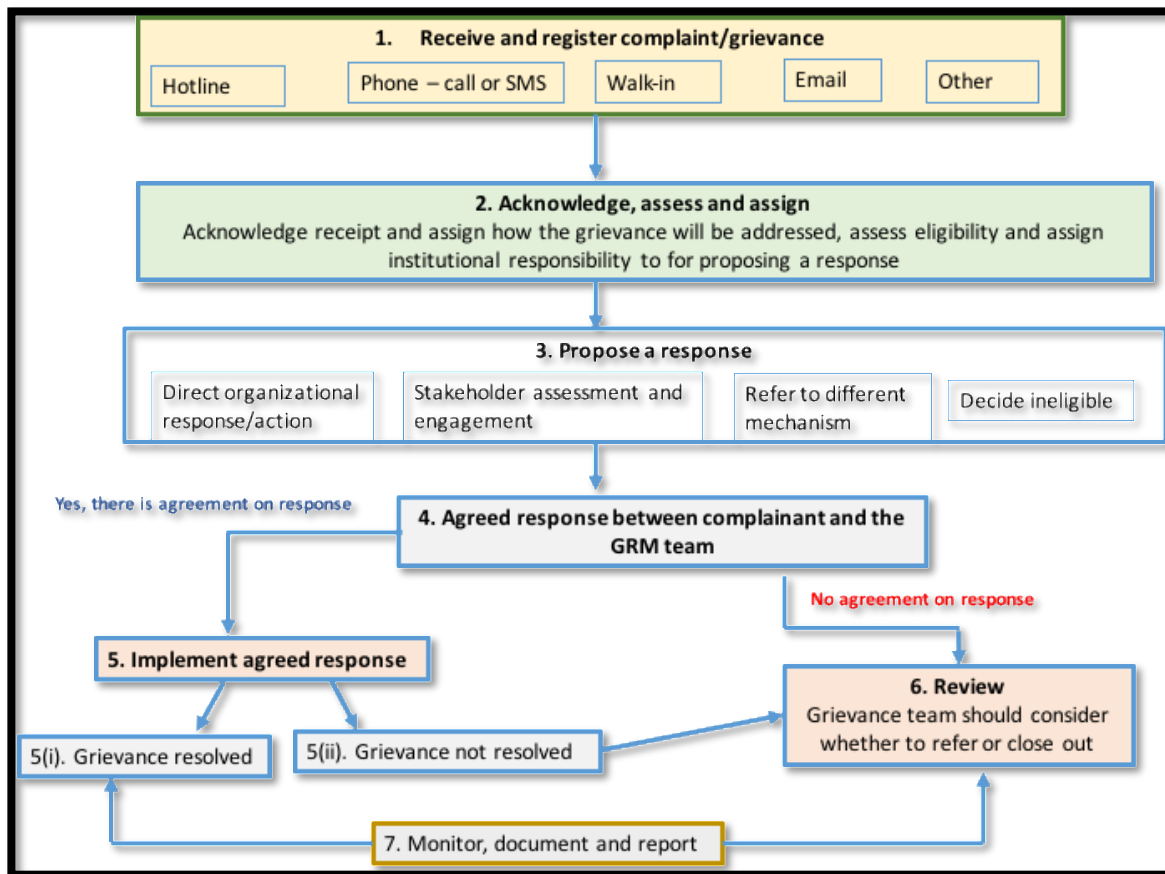 1. Receive and register complaint/grievance
Hotline
Phone – call or SMS
Walk-in
Email
Other
2. Acknowledge, assess and assign
Acknowledge receipt and assign how the grievance will be addressed, assess eligibility and assign
institutional responsibility to for proposing a response
3. Propose a response
Direct organizational
response/action
Stakeholder assessment and
engagement
Refer to different
mechanism
Decide ineligible
Yes, there is agreement on response
4. Agreed response between complainant and the
GRM team
No agreement on response
5. Implement agreed response
6. Review
Grievance team should consider
whether to refer or close out
5(i). Grievance resolved
5(ii). Grievance not resolved
7. Monitor, document and report